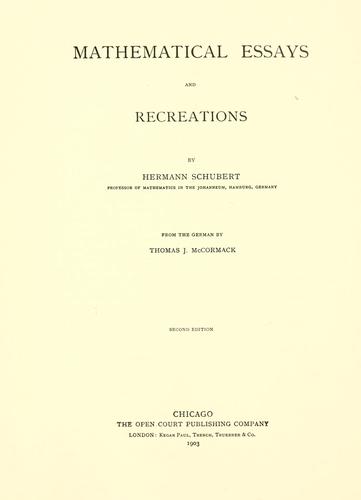 MATHEMATICAL ESSAYS
AND
RECREATIONS
BY
HERMANN SCHUBERT
PROFESSOR OF MATHEMATICS IN THE JOHANNEUM, HAMBURG, GERMANY
FROM THE GERMAN BY
THOMAS J. McCORMACK
SECOND EDITION
CHICAGO
THE OPEN COURT PUBLISHING COMPANY
LONDON: KEGAN PAUL, TRENCH, TRUEBNER & CO.
1903